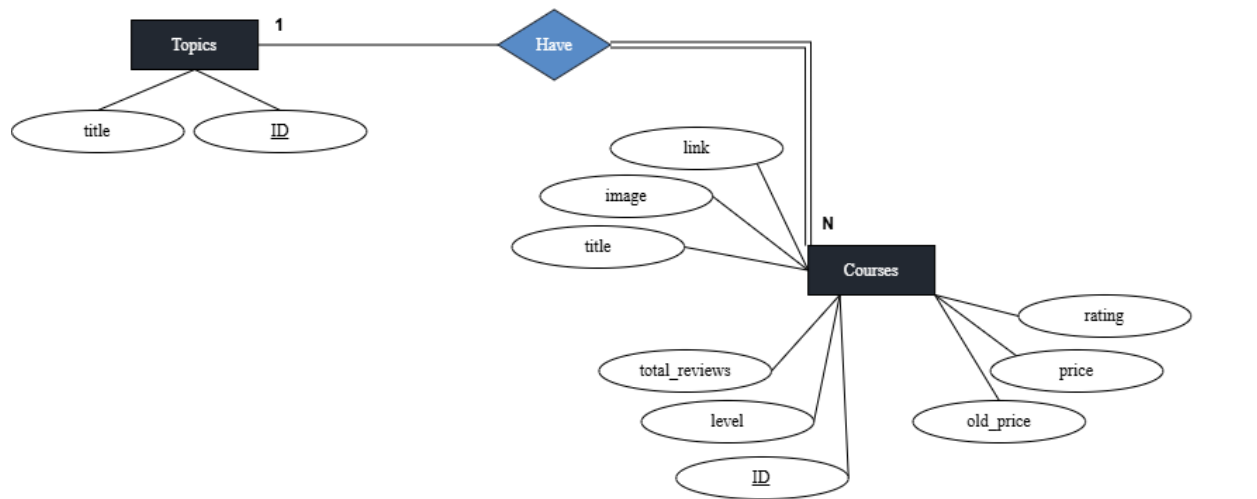 1
Topics
Have
title
ID
link
image
N
title
Courses
rating
total_reviews
price
level
old_price
ID